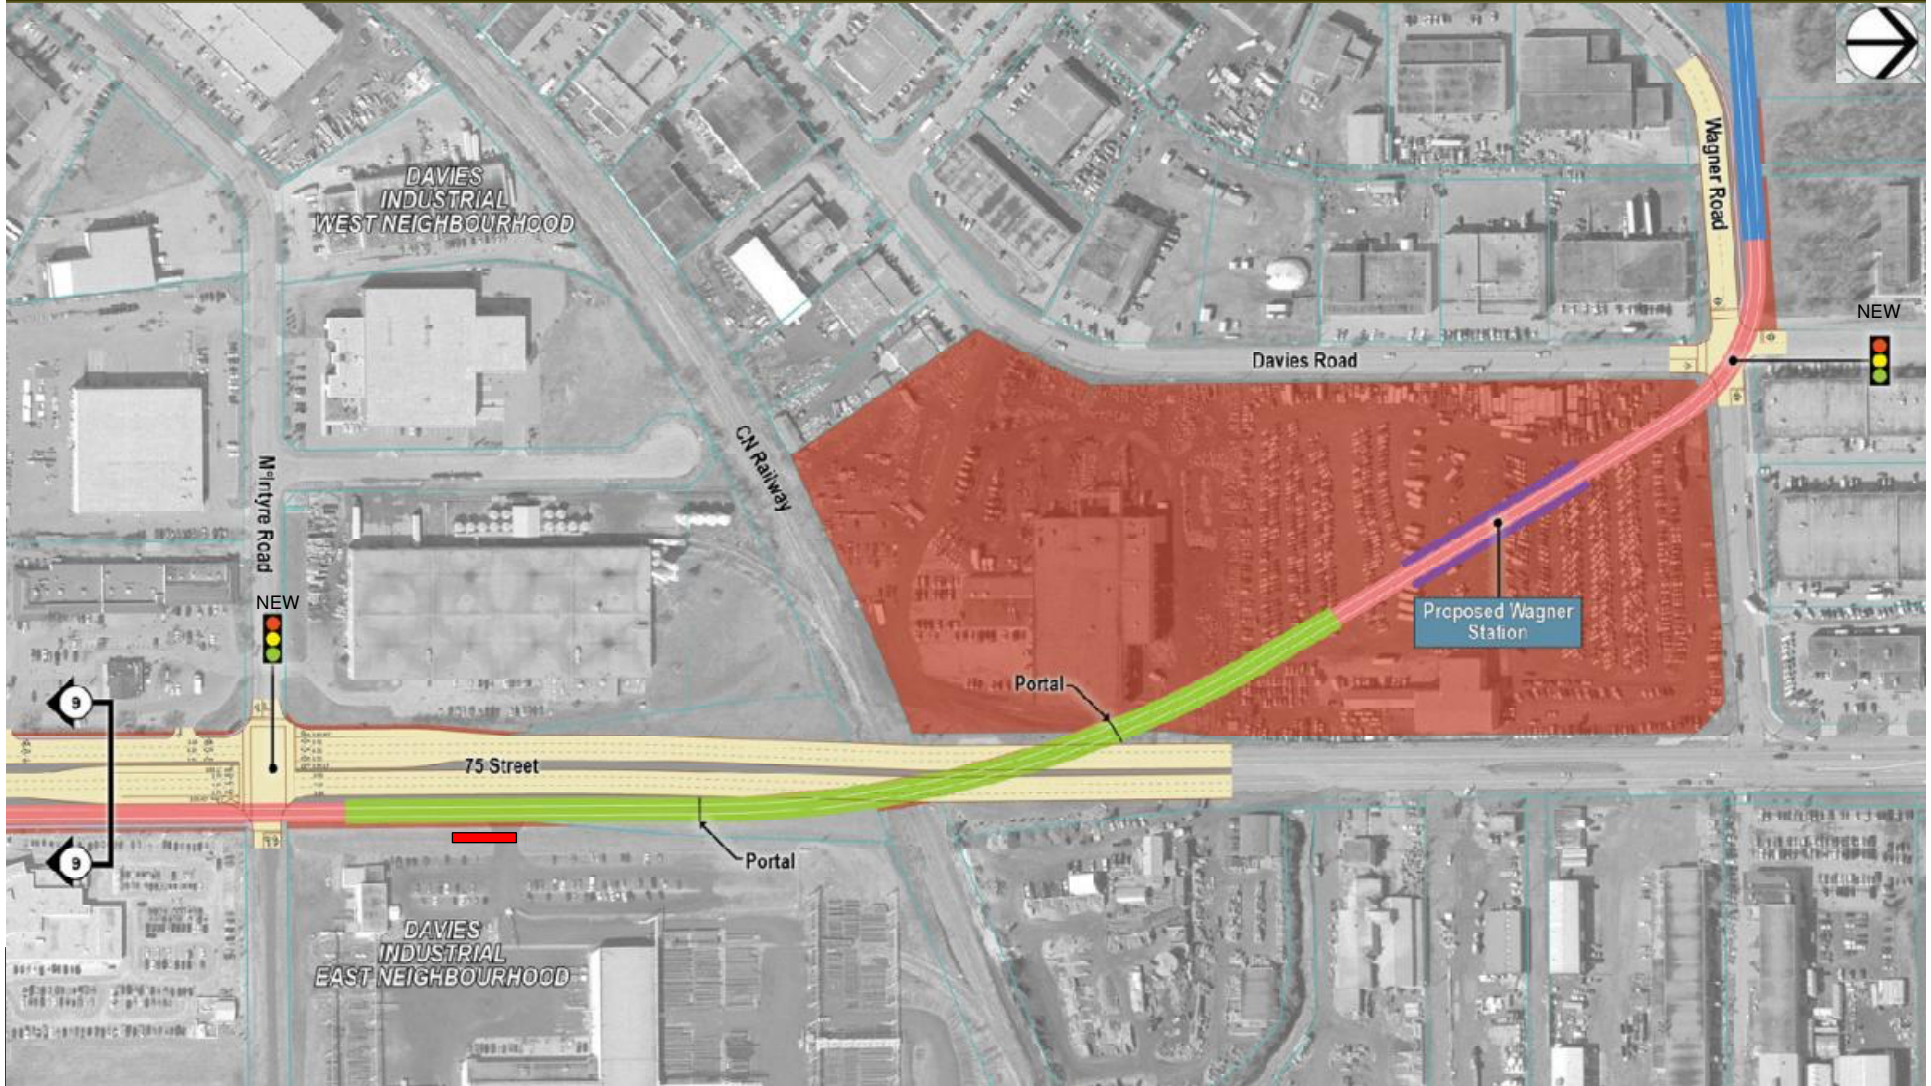 Wagner Road
DAVIES
INDUSTRIAL
WEST NEIGHBOURHOOD
NEW
Davies Road
CN Railway
McIntyre Road
NEW
Proposed Wagner
Station
Portal
9
75 Street
9
Portal
DAVIES
INDUSTRIAL
EAST NEIGHBOURHOOD